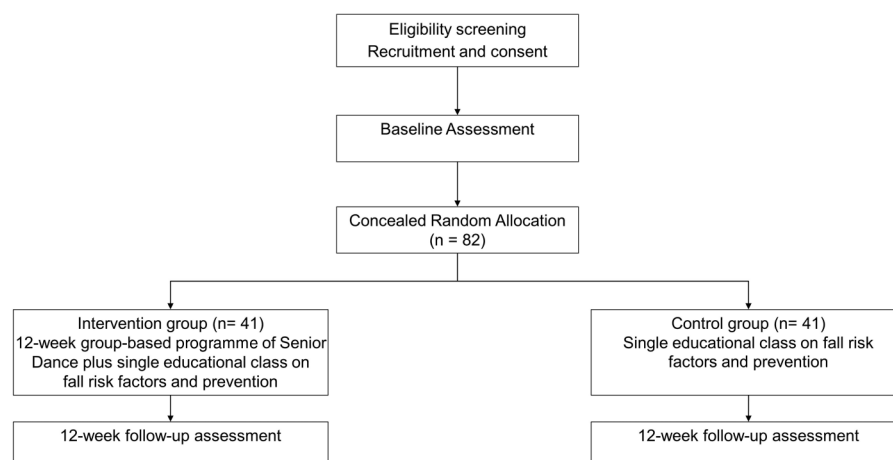 Eligibility screening
Recruitment and consent
Baseline Assessment
Concealed Random Allocation
(n = 82)
Intervention group (n= 41)
12-week group-based programme of Senior
Dance plus single educational class on
fall risk factors and prevention
Control group (n= 41)
Single educational class on fall risk
factors and prevention
12-week follow-up assessment
12-week follow-up assessment